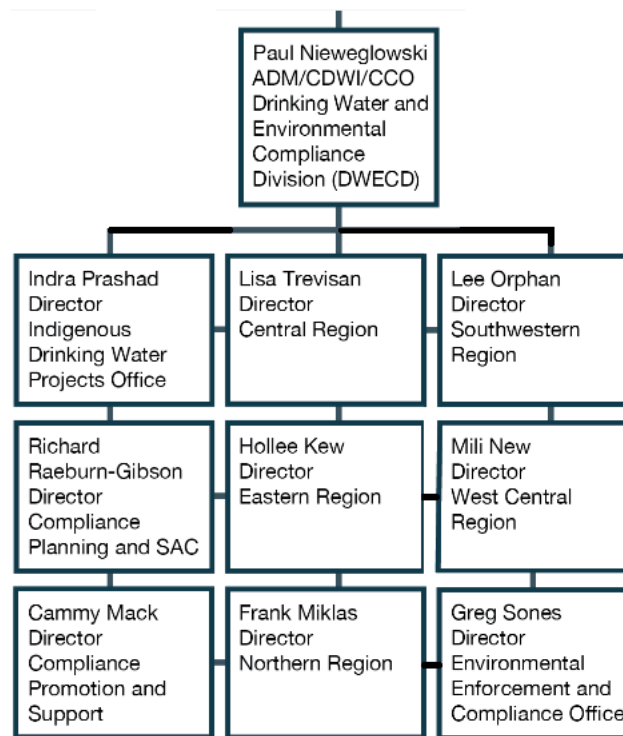 Paul Nieweglowski
ADM/CDWI/CCO
Drinking Water and
Environmental
Compliance
Division (DWECD)
Indra Prashad
Director
Indigenous
Drinking Water
Projects Office
Lisa Trevisan
Director
Central Region
Lee Orphan
Director
Southwestern
Region
Richard
Raeburn-Gibson
Director
Compliance
Planning and SAC
Hollee Kew
Director
Eastern Region
Mili New
Director
West Central
Region
Cammy Mack
Director
Compliance
Promotion and
Support
Frank Miklas
Director
Northern Region
Greg Sones
Director
Environmental
Enforcement and
Compliance Office